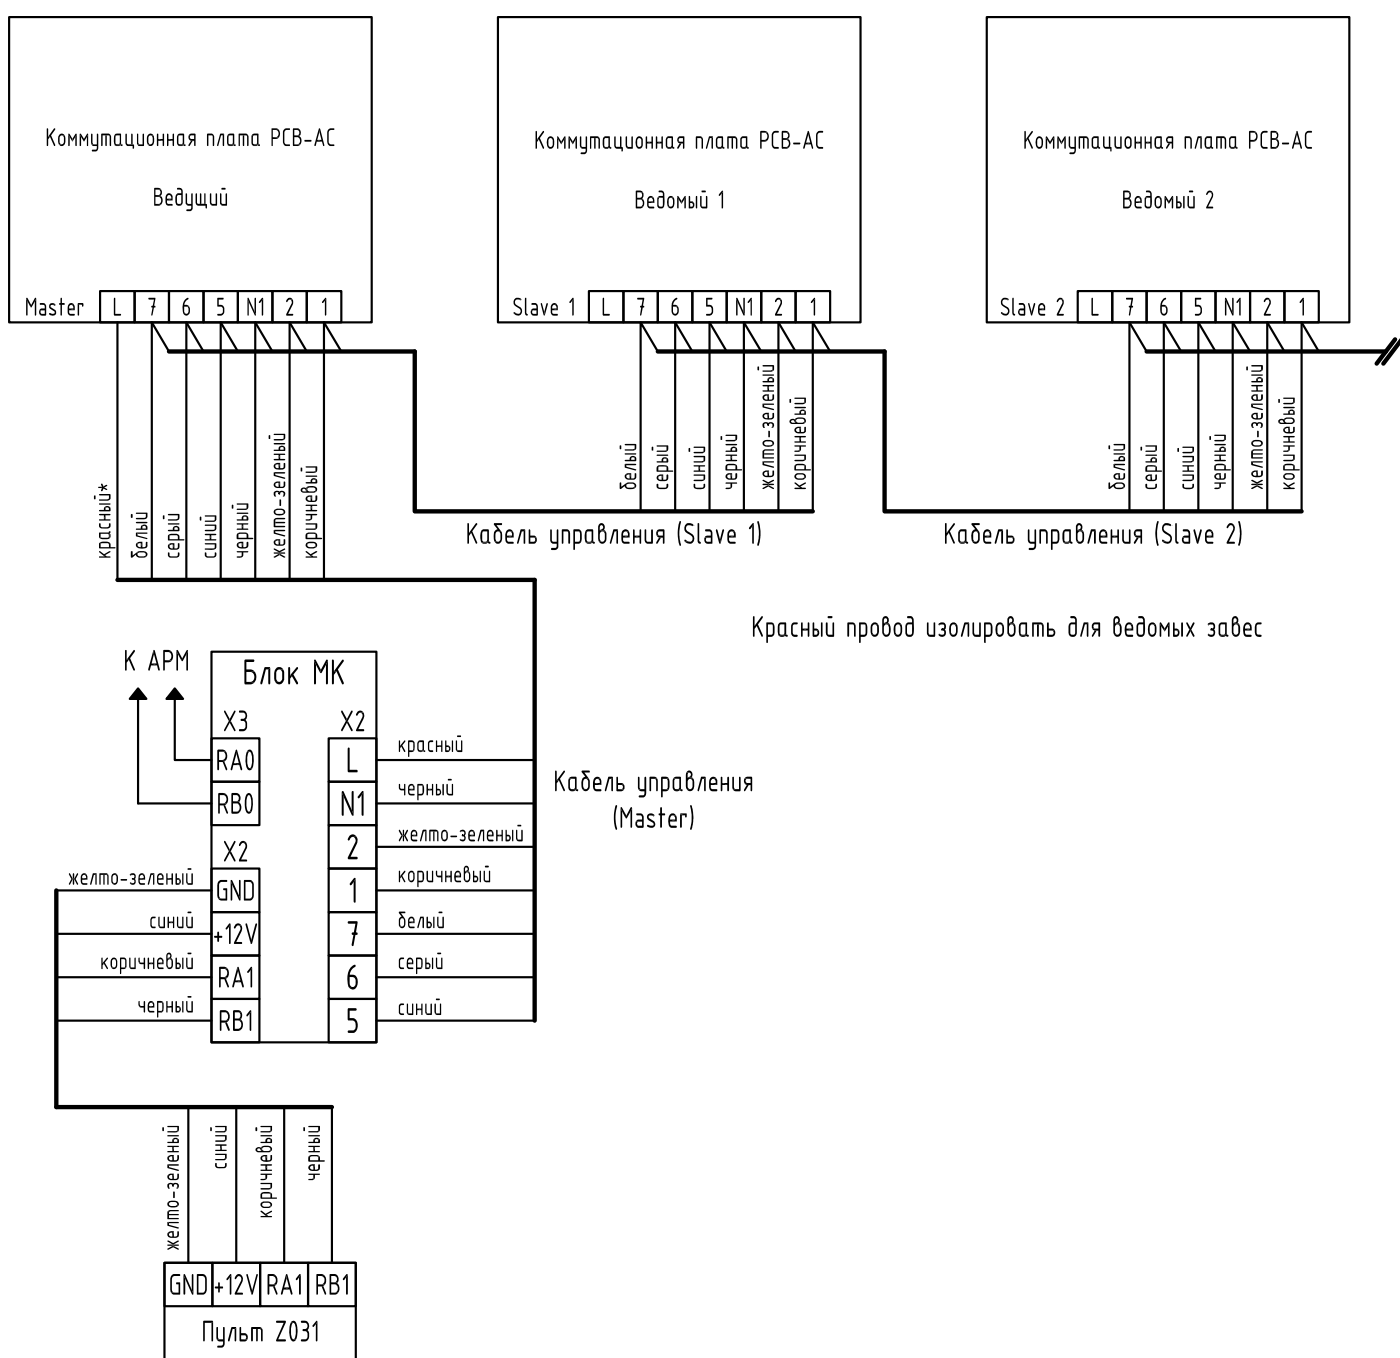 Коммутационная плата PCB-AC
Ведущий
Master L 7 6 5 N1 2 1
Коммутационная плата PCB-AC
Ведомый 1
Slave 1 L 7 6 5 N1 2 1
Коммутационная плата PCB-AC
Ведомый 2
Slave 2 L 7 6 5 N1 2 1
красный*
белый
серый
синий
черный
желто-зеленый
коричневый
белый
серый
синий
черный
желто-зеленый
коричневый
белый
серый
синий
черный
желто-зеленый
коричневый
Кабель управления (Slave 1)
Кабель управления (Slave 2)
Красный провод изолировать для ведомых завес
К АРМ
Блок МК
X3
RA0
RB0
X2
GND
+12V
RA1
RB1
X2
L
N1
2
1
7
6
5
красный
черный
желто-зеленый
коричневый
белый
серый
синий
Кабель управления
(Master)
желто-зеленый
синий
коричневый
черный
желто-зеленый
синий
коричневый
черный
GND +12V RA1 RB1
Пульт Z031